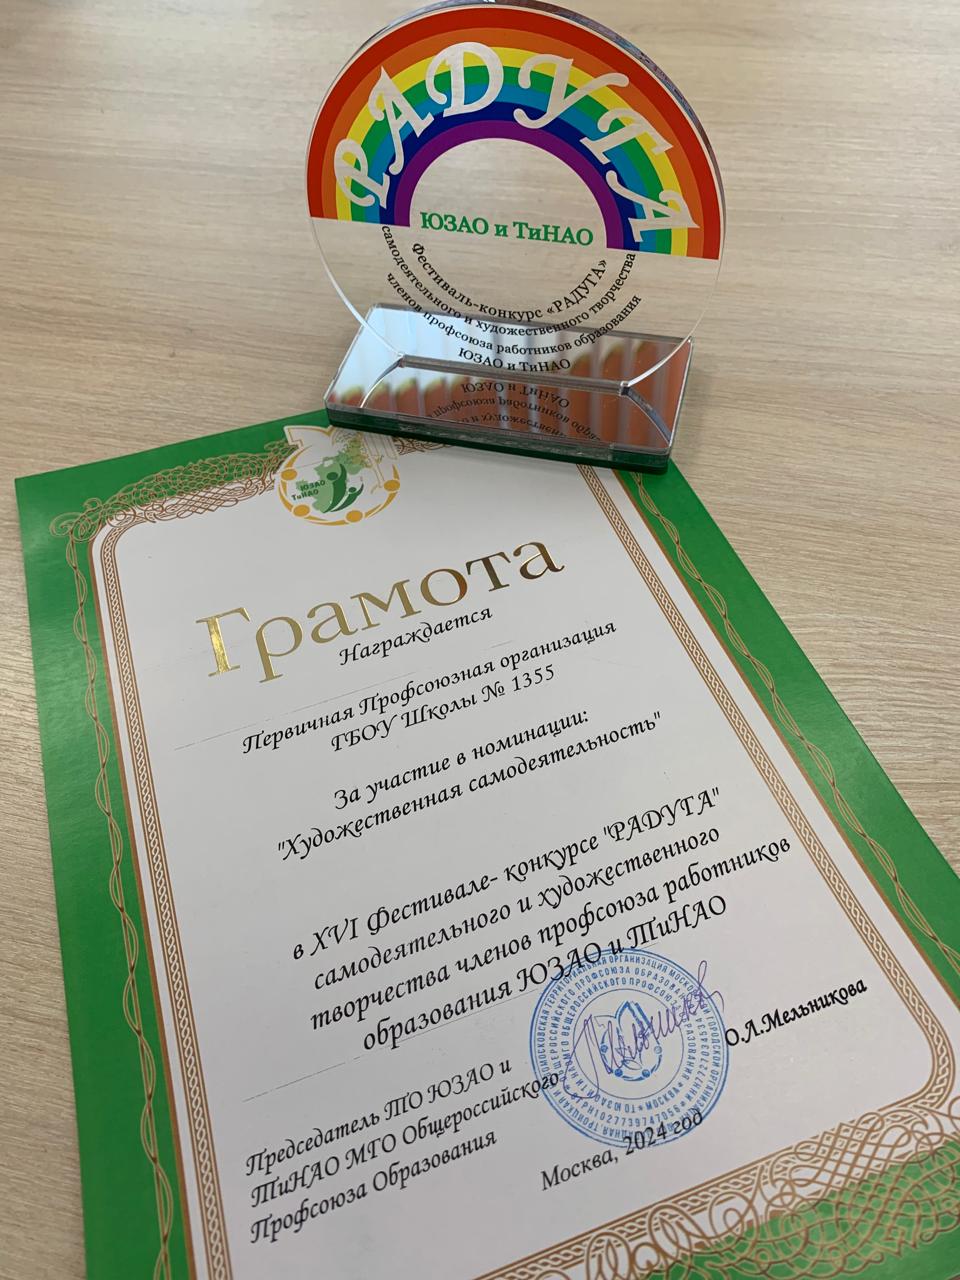 РАДУГА
ЮЗАО и ТиНАО
Фестиваль-конкурс «РАДУГА»
самодеятельного и художественного творчества
членов профсоюза работников образования
ЮЗАО и ТиНАО
ЮЗАО
ТиНАО
Грамота
Награждается
Первичная Профсоюзная организация
ГБОУ Школы № 1355
За участие в номинации:
"Художественная самодеятельность"
в XVI Фестивале- конкурсе "РАДУГА"
самодеятельного и художественного
творчества членов профсоюза работников
образования ЮЗАО и ТиНАО
Председатель ТО ЮЗАО и
ТиНАО МГО Общероссийского
Профсоюза Образования
О.Л.Мельникова
Москва, 2024 год